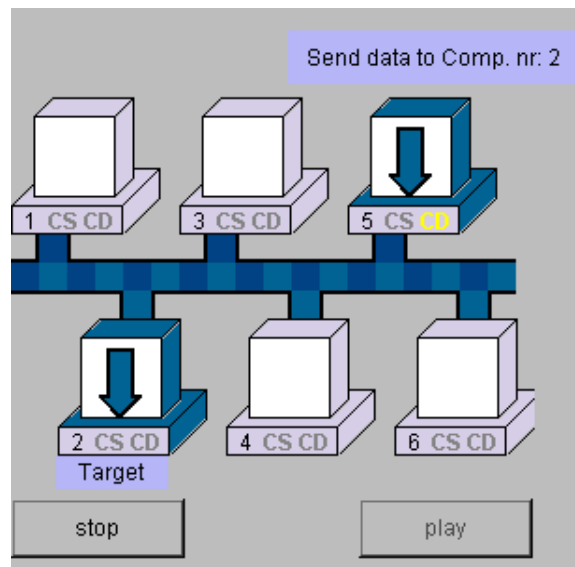 Send data to Comp. nr: 2
1 CS CD
3 CS CD
5 CS CD
2 CS CD
4 CS CD
6 CS CD
Target
stop
play